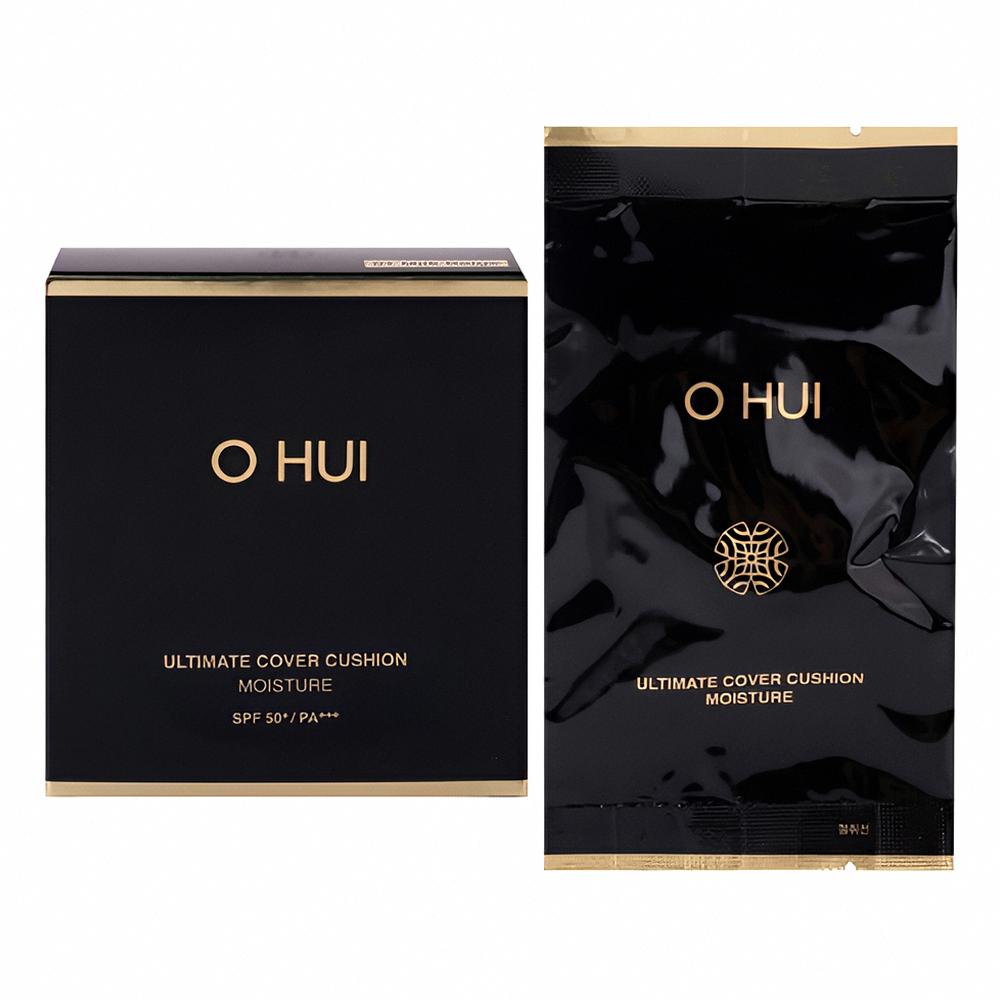 O HUI
ULTIMATE COVER CUSHION
MOISTURE
SPF 50+ / PA+++
O HUI
ULTIMATE COVER CUSHION
MOISTURE